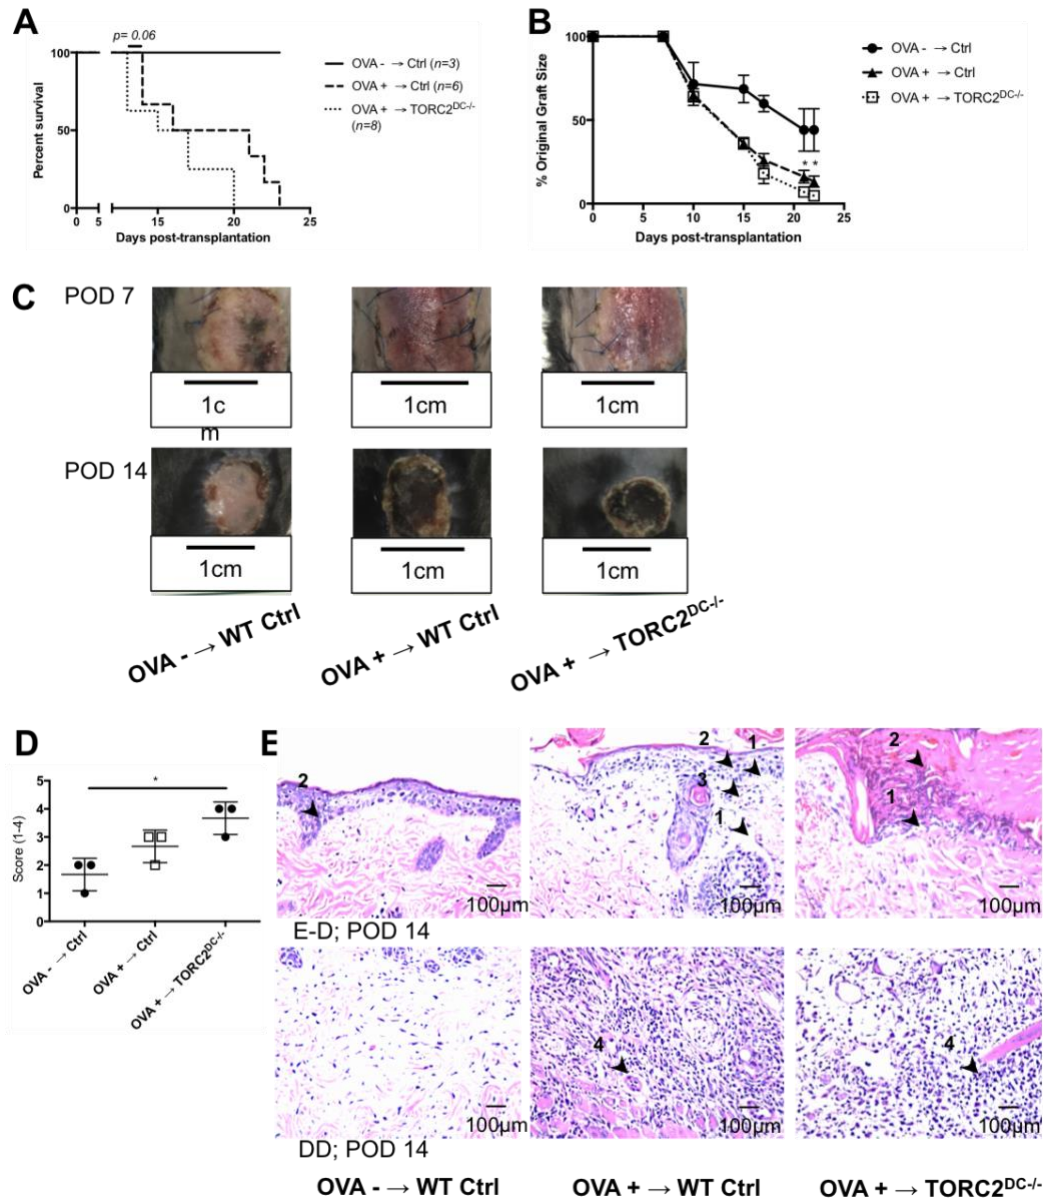 A
p= 0.06
100
50
0
0 5 15 20 25
Percent survival
Days post-transplantation
OVA - → Ctrl (n=3)
OVA + → Ctrl (n=6)
OVA + → TORC2DC-/-
(n=8)
B
100
50
0
0 5 10 15 20 25
% Original Graft Size
Days post-transplantation
* *
OVA - → Ctrl
OVA + → Ctrl
OVA + → TORC2DC-/-
C
POD 7
1c
m
1cm
1cm
POD 14
1cm
1cm
1cm
OVA - → WT Ctrl
OVA + → WT Ctrl
OVA + → TORC2DC-/-
D
*
5
4
3
2
1
0
Score (1-4)
OVA - → Ctrl
OVA + → Ctrl
OVA + → TORC2DC-/-
E
2
100µm
2 1
3
1
100µm
2
1
100µm
E-D; POD 14
100µm
4
100µm
4
100µm
DD; POD 14
OVA - → WT Ctrl
OVA + → WT Ctrl
OVA + → TORC2DC-/-